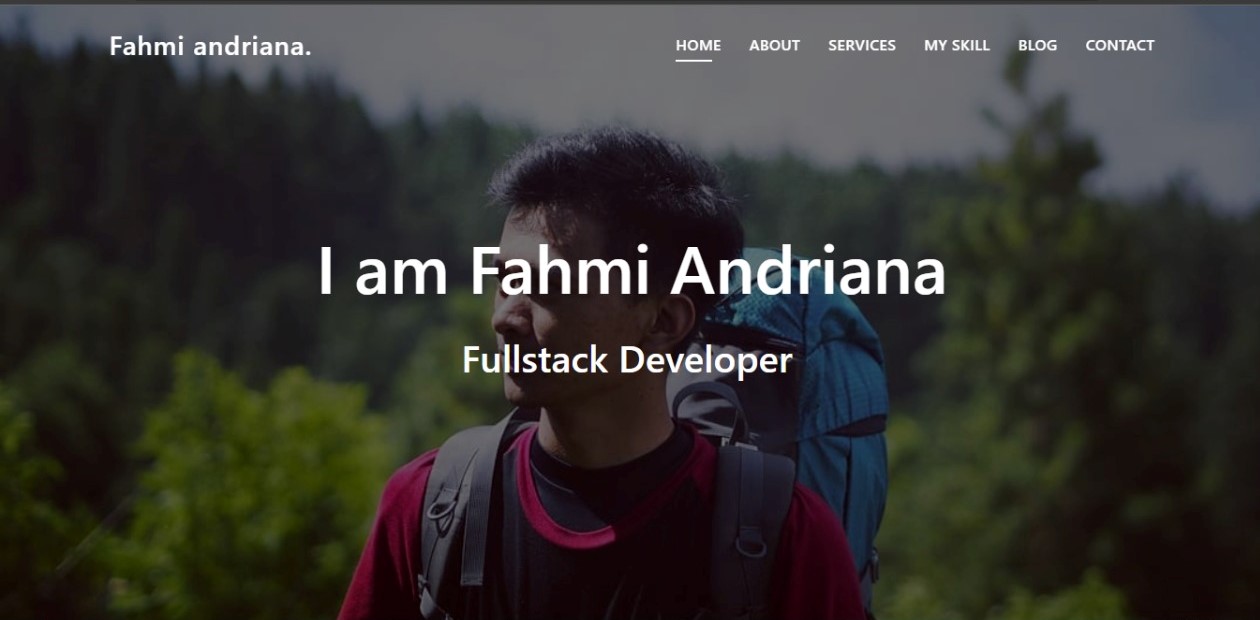 Fahmi andriana.
HOME ABOUT SERVICES MY SKILL BLOG CONTACT
I am Fahmi Andriana
Fullstack Developer